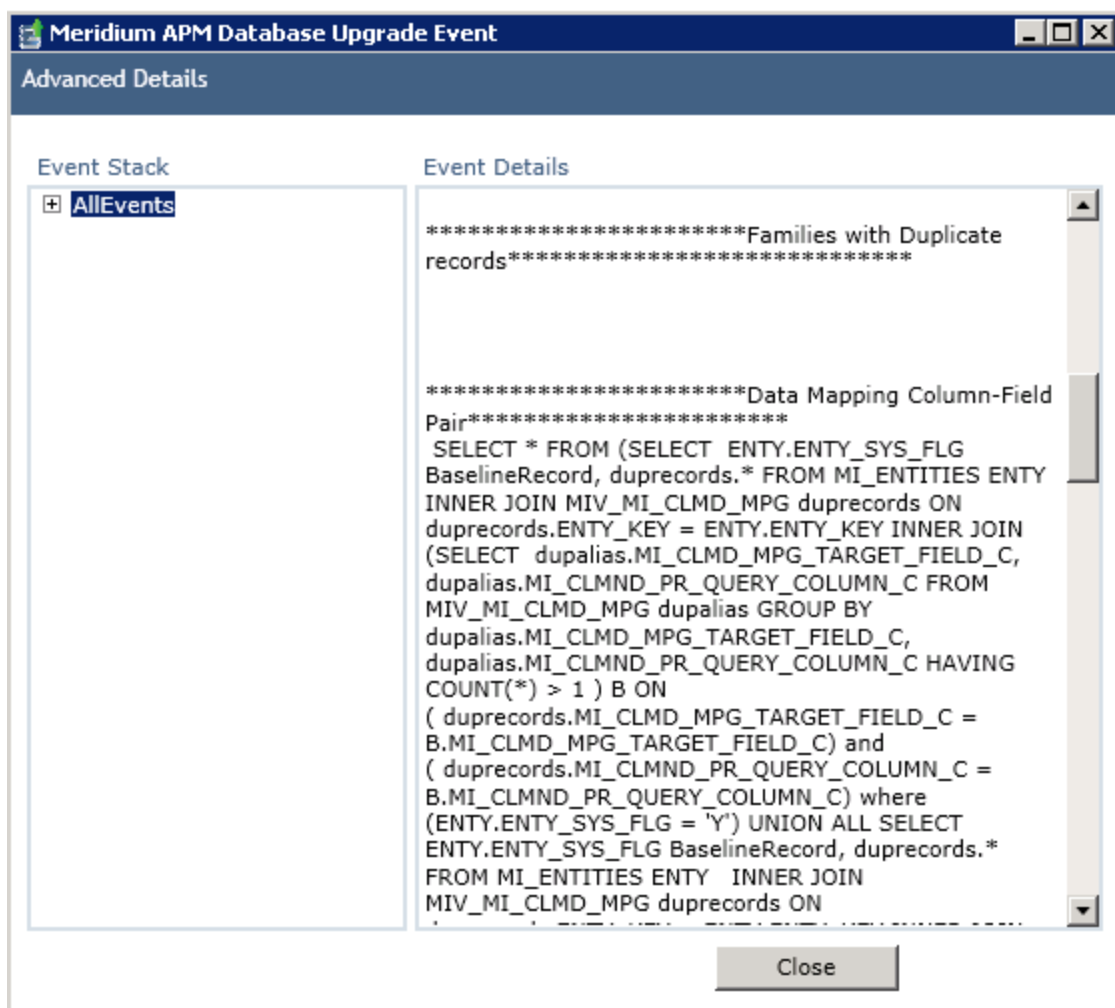 Meridium APM Database Upgrade Event
Advanced Details
Event Stack
Event Details
AllEvents
************************Families with Duplicate
records******************************
************************Data Mapping Column-Field
Pair************************
SELECT * FROM (SELECT  ENTY.ENTY_SYS_FLG
BaselineRecord, duprecords.* FROM MI_ENTITIES ENTY
INNER JOIN MIV_MI_CLMD_MPG duprecords ON
duprecords.ENTY_KEY = ENTY.ENTY_KEY INNER JOIN
(SELECT  dupalias.MI_CLMD_MPG_TARGET_FIELD_C,
dupalias.MI_CLMND_PR_QUERY_COLUMN_C FROM
MIV_MI_CLMD_MPG dupalias GROUP BY
dupalias.MI_CLMD_MPG_TARGET_FIELD_C,
dupalias.MI_CLMND_PR_QUERY_COLUMN_C HAVING
COUNT(*) > 1 ) B ON
( duprecords.MI_CLMD_MPG_TARGET_FIELD_C =
B.MI_CLMD_MPG_TARGET_FIELD_C) and
( duprecords.MI_CLMND_PR_QUERY_COLUMN_C =
B.MI_CLMND_PR_QUERY_COLUMN_C) where
(ENTY.ENTY_SYS_FLG = 'Y') UNION ALL SELECT
ENTY.ENTY_SYS_FLG BaselineRecord, duprecords.*
FROM MI_ENTITIES ENTY   INNER JOIN
MIV_MI_CLMD_MPG duprecords ON
Close